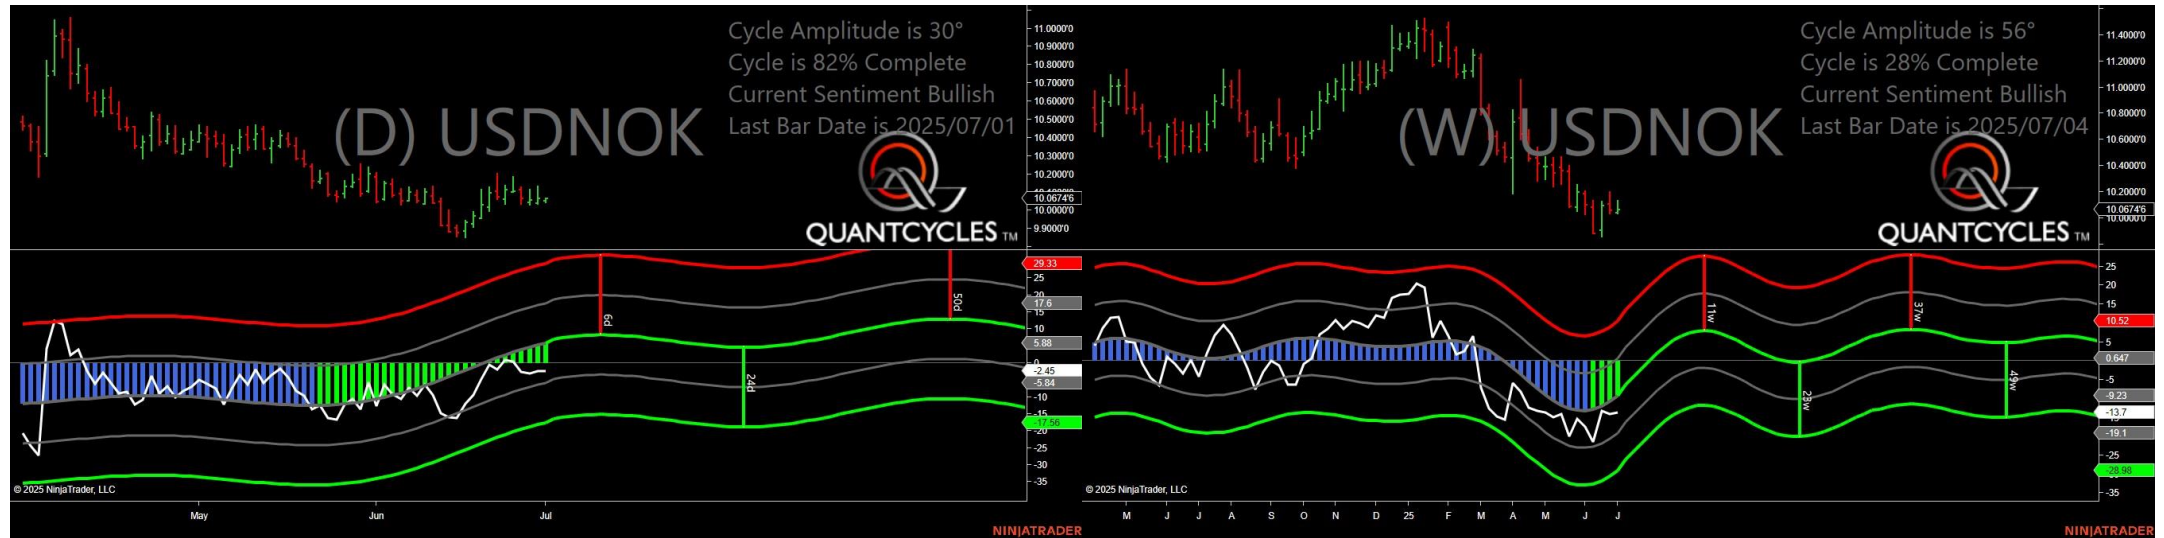 Cycle Amplitude is 30°
Cycle is 82% Complete
Current Sentiment Bullish
Last Bar Date is 2025/07/01
(D) USDNOK
QUANTCYCLES TM
11.0000'0
10.9000'0
10.8000'0
10.7000'0
10.6000'0
10.5000'0
10.4000'0
10.3000'0
10.2000'0
10.0674'6
10.0000'0
9.9000'0
29.33
25
20
17.6
15
10
5.88
0
-2.45
-5.84
-10
-15
-17.56
-20
-25
-30
-35
6d
24d
50d
© 2025 NinjaTrader, LLC
May
Jun
Jul
NINJATRADER
Cycle Amplitude is 56°
Cycle is 28% Complete
Current Sentiment Bullish
Last Bar Date is 2025/07/04
(W) USDNOK
QUANTCYCLES TM
11.4000'0
11.2000'0
11.0000'0
10.8000'0
10.6000'0
10.4000'0
10.2000'0
10.0674'6
10.0000'0
25
20
15
10.52
5
0.647
-5
-9.23
-13.7
-19.1
-25
-28.98
-35
11w
23w
37w
49w
© 2025 NinjaTrader, LLC
M
J
J
A
S
O
N
D
25
F
M
A
M
J
J
NINJATRADER